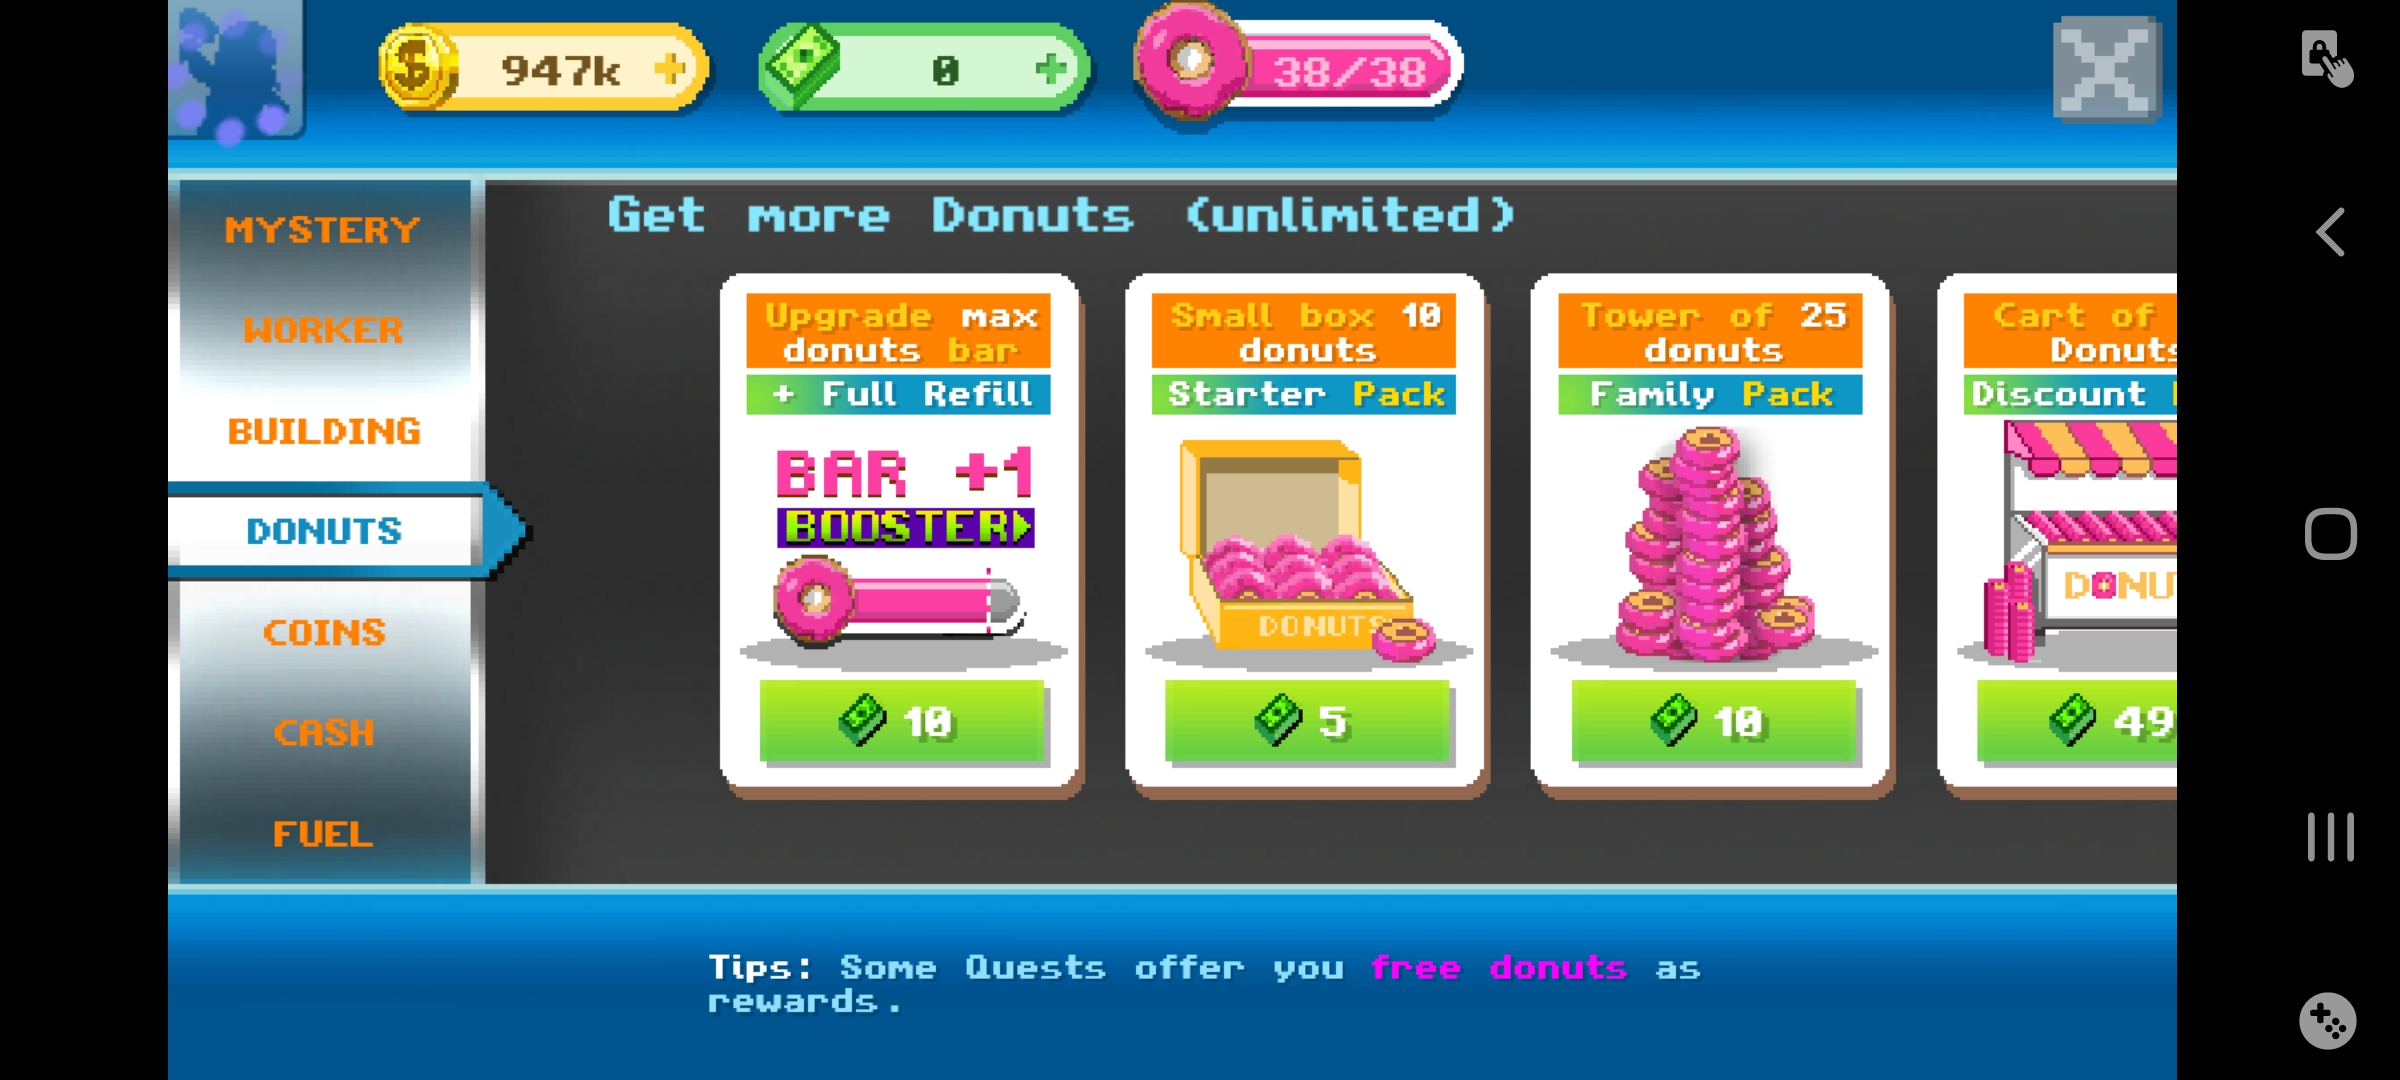 947k
0
38/38
MYSTERY
WORKER
BUILDING
DONUTS
COINS
CASH
FUEL
Get more Donuts (unlimited)
Upgrade max
donuts bar
+ Full Refill
BAR +1
BOOSTER
10
Small box 10
donuts
Starter Pack
DONUTS
5
Tower of 25
donuts
Family Pack
10
Cart of
Donuts
Discount
DONU
49
Tips: Some Quests offer you free donuts as
rewards.